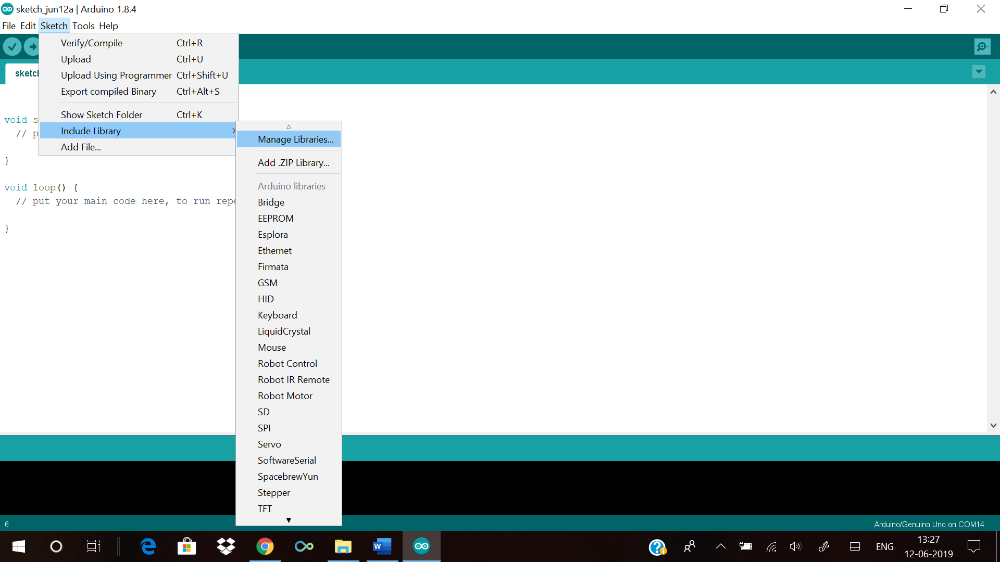 sketch_jun12a | Arduino 1.8.4
File Edit Sketch Tools Help
Verify/Compile Ctrl+R
Upload Ctrl+U
Upload Using Programmer Ctrl+Shift+U
Export compiled Binary Ctrl+Alt+S
Show Sketch Folder Ctrl+K
Include Library
Add File...
sketch
void s
// p
}
void loop() {
// put your main code here, to run repe
}
Manage Libraries...
Add .ZIP Library...
Arduino libraries
Bridge
EEPROM
Esplora
Ethernet
Firmata
GSM
HID
Keyboard
LiquidCrystal
Mouse
Robot Control
Robot IR Remote
Robot Motor
SD
SPI
Servo
SoftwareSerial
SpacebrewYun
Stepper
TFT
6
Arduino/Genuino Uno on COM14
ENG
13:27
12-06-2019